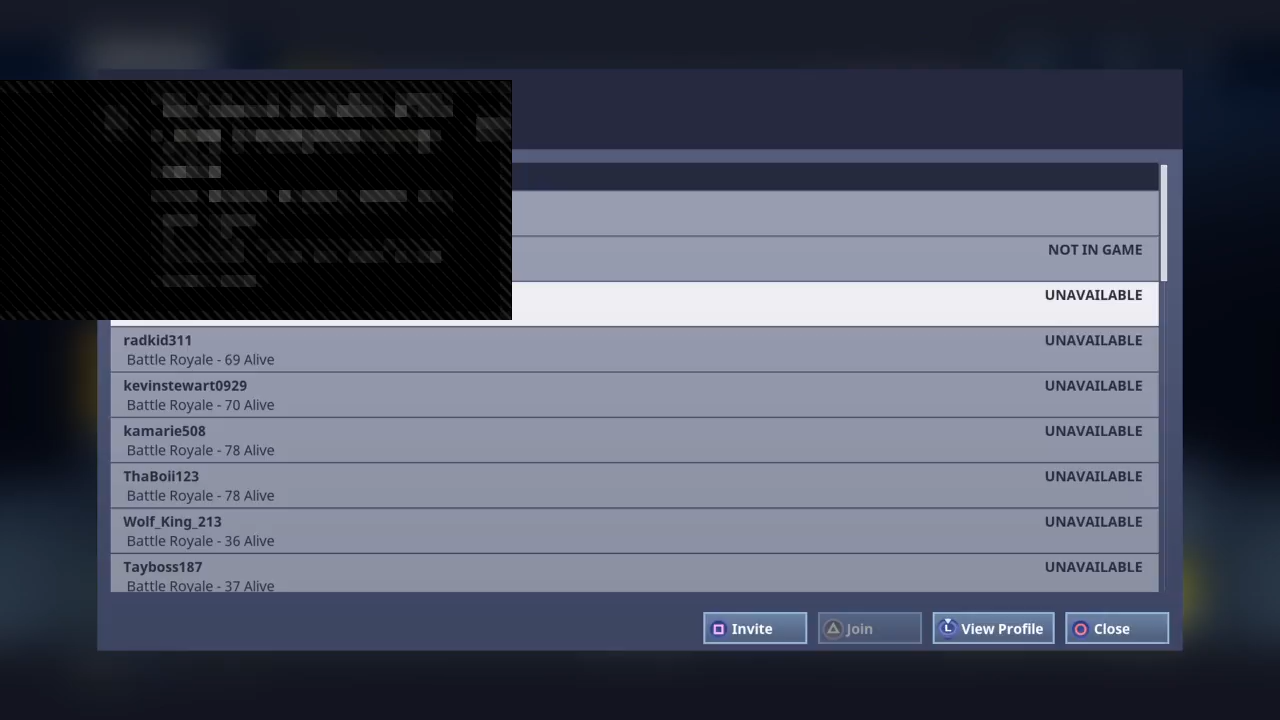 NOT IN GAME
UNAVAILABLE
radkid311 UNAVAILABLE
Battle Royale - 69 Alive
kevinstewart0929 UNAVAILABLE
Battle Royale - 70 Alive
kamarie508 UNAVAILABLE
Battle Royale - 78 Alive
ThaBoii123 UNAVAILABLE
Battle Royale - 78 Alive
Wolf_King_213 UNAVAILABLE
Battle Royale - 36 Alive
Tayboss187 UNAVAILABLE
Battle Royale - 37 Alive
Invite Join L View Profile Close